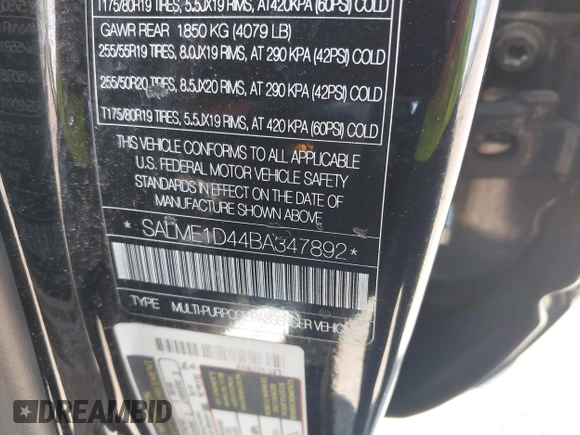 T175/80R19 TIRES, 5.5JX19 RIMS, AT 420KPA (60PSI) COLD
GAWR REAR 1850 KG (4079 LB)
255/55R19 TIRES, 8.0JX19 RIMS, AT 290 KPA (42PSI) COLD
255/50R20 TIRES, 8.5JX20 RIMS, AT 290 KPA (42PSI) COLD
T175/80R19 TIRES, 5.5JX19 RIMS, AT 420 KPA (60PSI) COLD
THIS VEHICLE CONFORMS TO ALL APPLICABLE
U.S. FEDERAL MOTOR VEHICLE SAFETY
STANDARDS IN EFFECT ON THE DATE OF
MANUFACTURE SHOWN ABOVE
* SALME1D44BA347892 *
TYPE MULTI-PURPOSE PASSENGER VEHICLE
DREAMBID